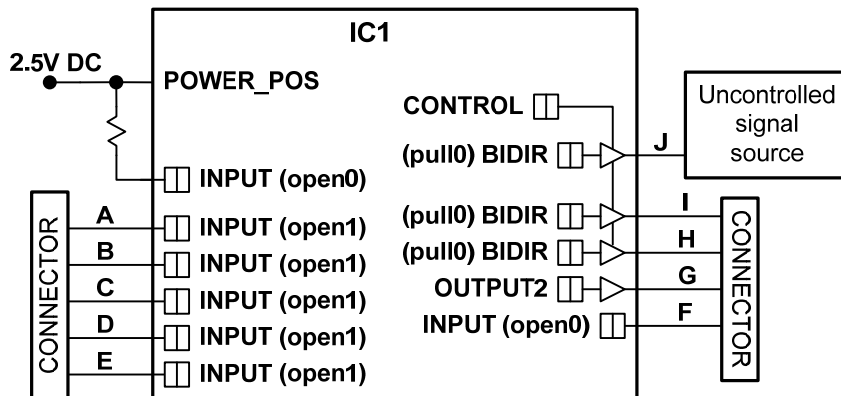 IC1
2.5V DC
POWER_POS
INPUT (open0)
CONNECTOR
A
INPUT (open1)
B
INPUT (open1)
C
INPUT (open1)
D
INPUT (open1)
E
INPUT (open1)
CONTROL
(pull0) BIDIR
J
Uncontrolled
signal
source
(pull0) BIDIR
I
(pull0) BIDIR
H
OUTPUT2
G
INPUT (open0)
F
CONNECTOR